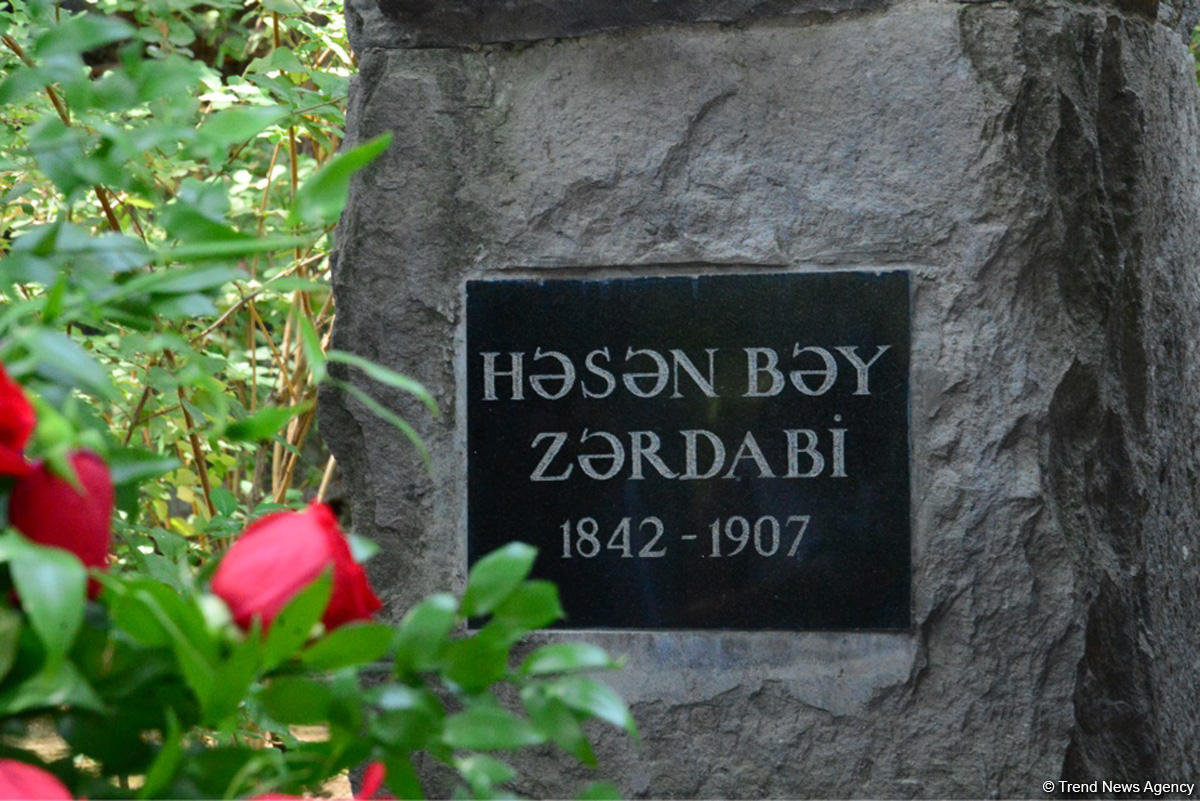 HƏSƏN BƏY
ZƏRDABİ
1842 - 1907
© Trend News Agency